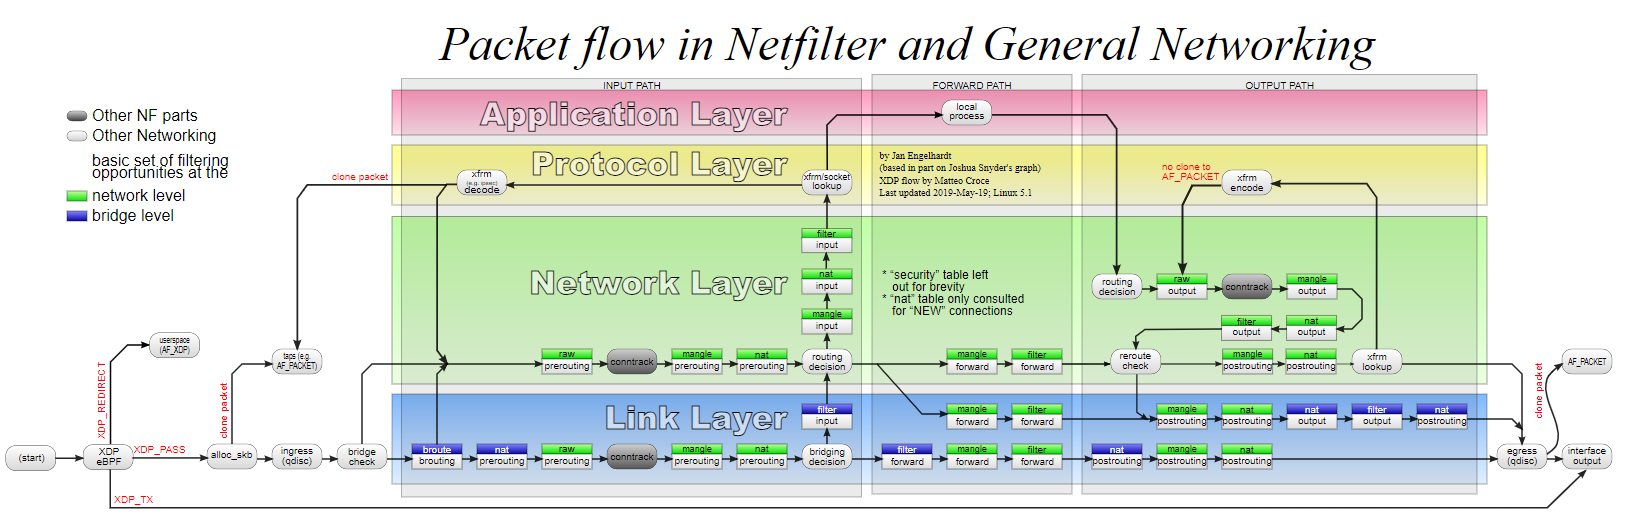 Packet flow in Netfilter and General Networking
INPUT PATH
FORWARD PATH
OUTPUT PATH
Application Layer
local
process
Other NF parts
Other Networking
basic set of filtering
opportunities at the
network level
bridge level
Protocol Layer
by Jan Engelhardt
(based in part on Joshua Snyder's graph)
XDP flow by Matteo Croce
Last updated 2019-May-19; Linux 5.1
clone packet
xfrm
(e.g. ipsec)
decode
xfrm/socket
lookup
no clone to
AF_PACKET
xfrm
encode
Network Layer
filter
input
nat
input
mangle
input
* “security” table left
out for brevity
* “nat” table only consulted
for “NEW” connections
routing
decision
raw
output
conntrack
mangle
output
filter
output
nat
output
userspace
(AF_XDP)
taps (e.g.
AF_PACKET)
raw
prerouting
conntrack
mangle
prerouting
nat
prerouting
routing
decision
mangle
forward
filter
forward
reroute
check
mangle
postrouting
nat
postrouting
xfrm
lookup
AF_PACKET
XDP_REDIRECT
clone packet
clone packet
Link Layer
filter
input
mangle
forward
filter
forward
mangle
postrouting
nat
postrouting
nat
output
filter
output
nat
postrouting
(start)
XDP
eBPF
XDP_PASS
alloc_skb
ingress
(qdisc)
bridge
check
broute
brouting
nat
prerouting
raw
prerouting
conntrack
mangle
prerouting
nat
prerouting
bridging
decision
filter
forward
mangle
forward
filter
forward
nat
postrouting
mangle
postrouting
nat
postrouting
egress
(qdisc)
interface
output
XDP_TX